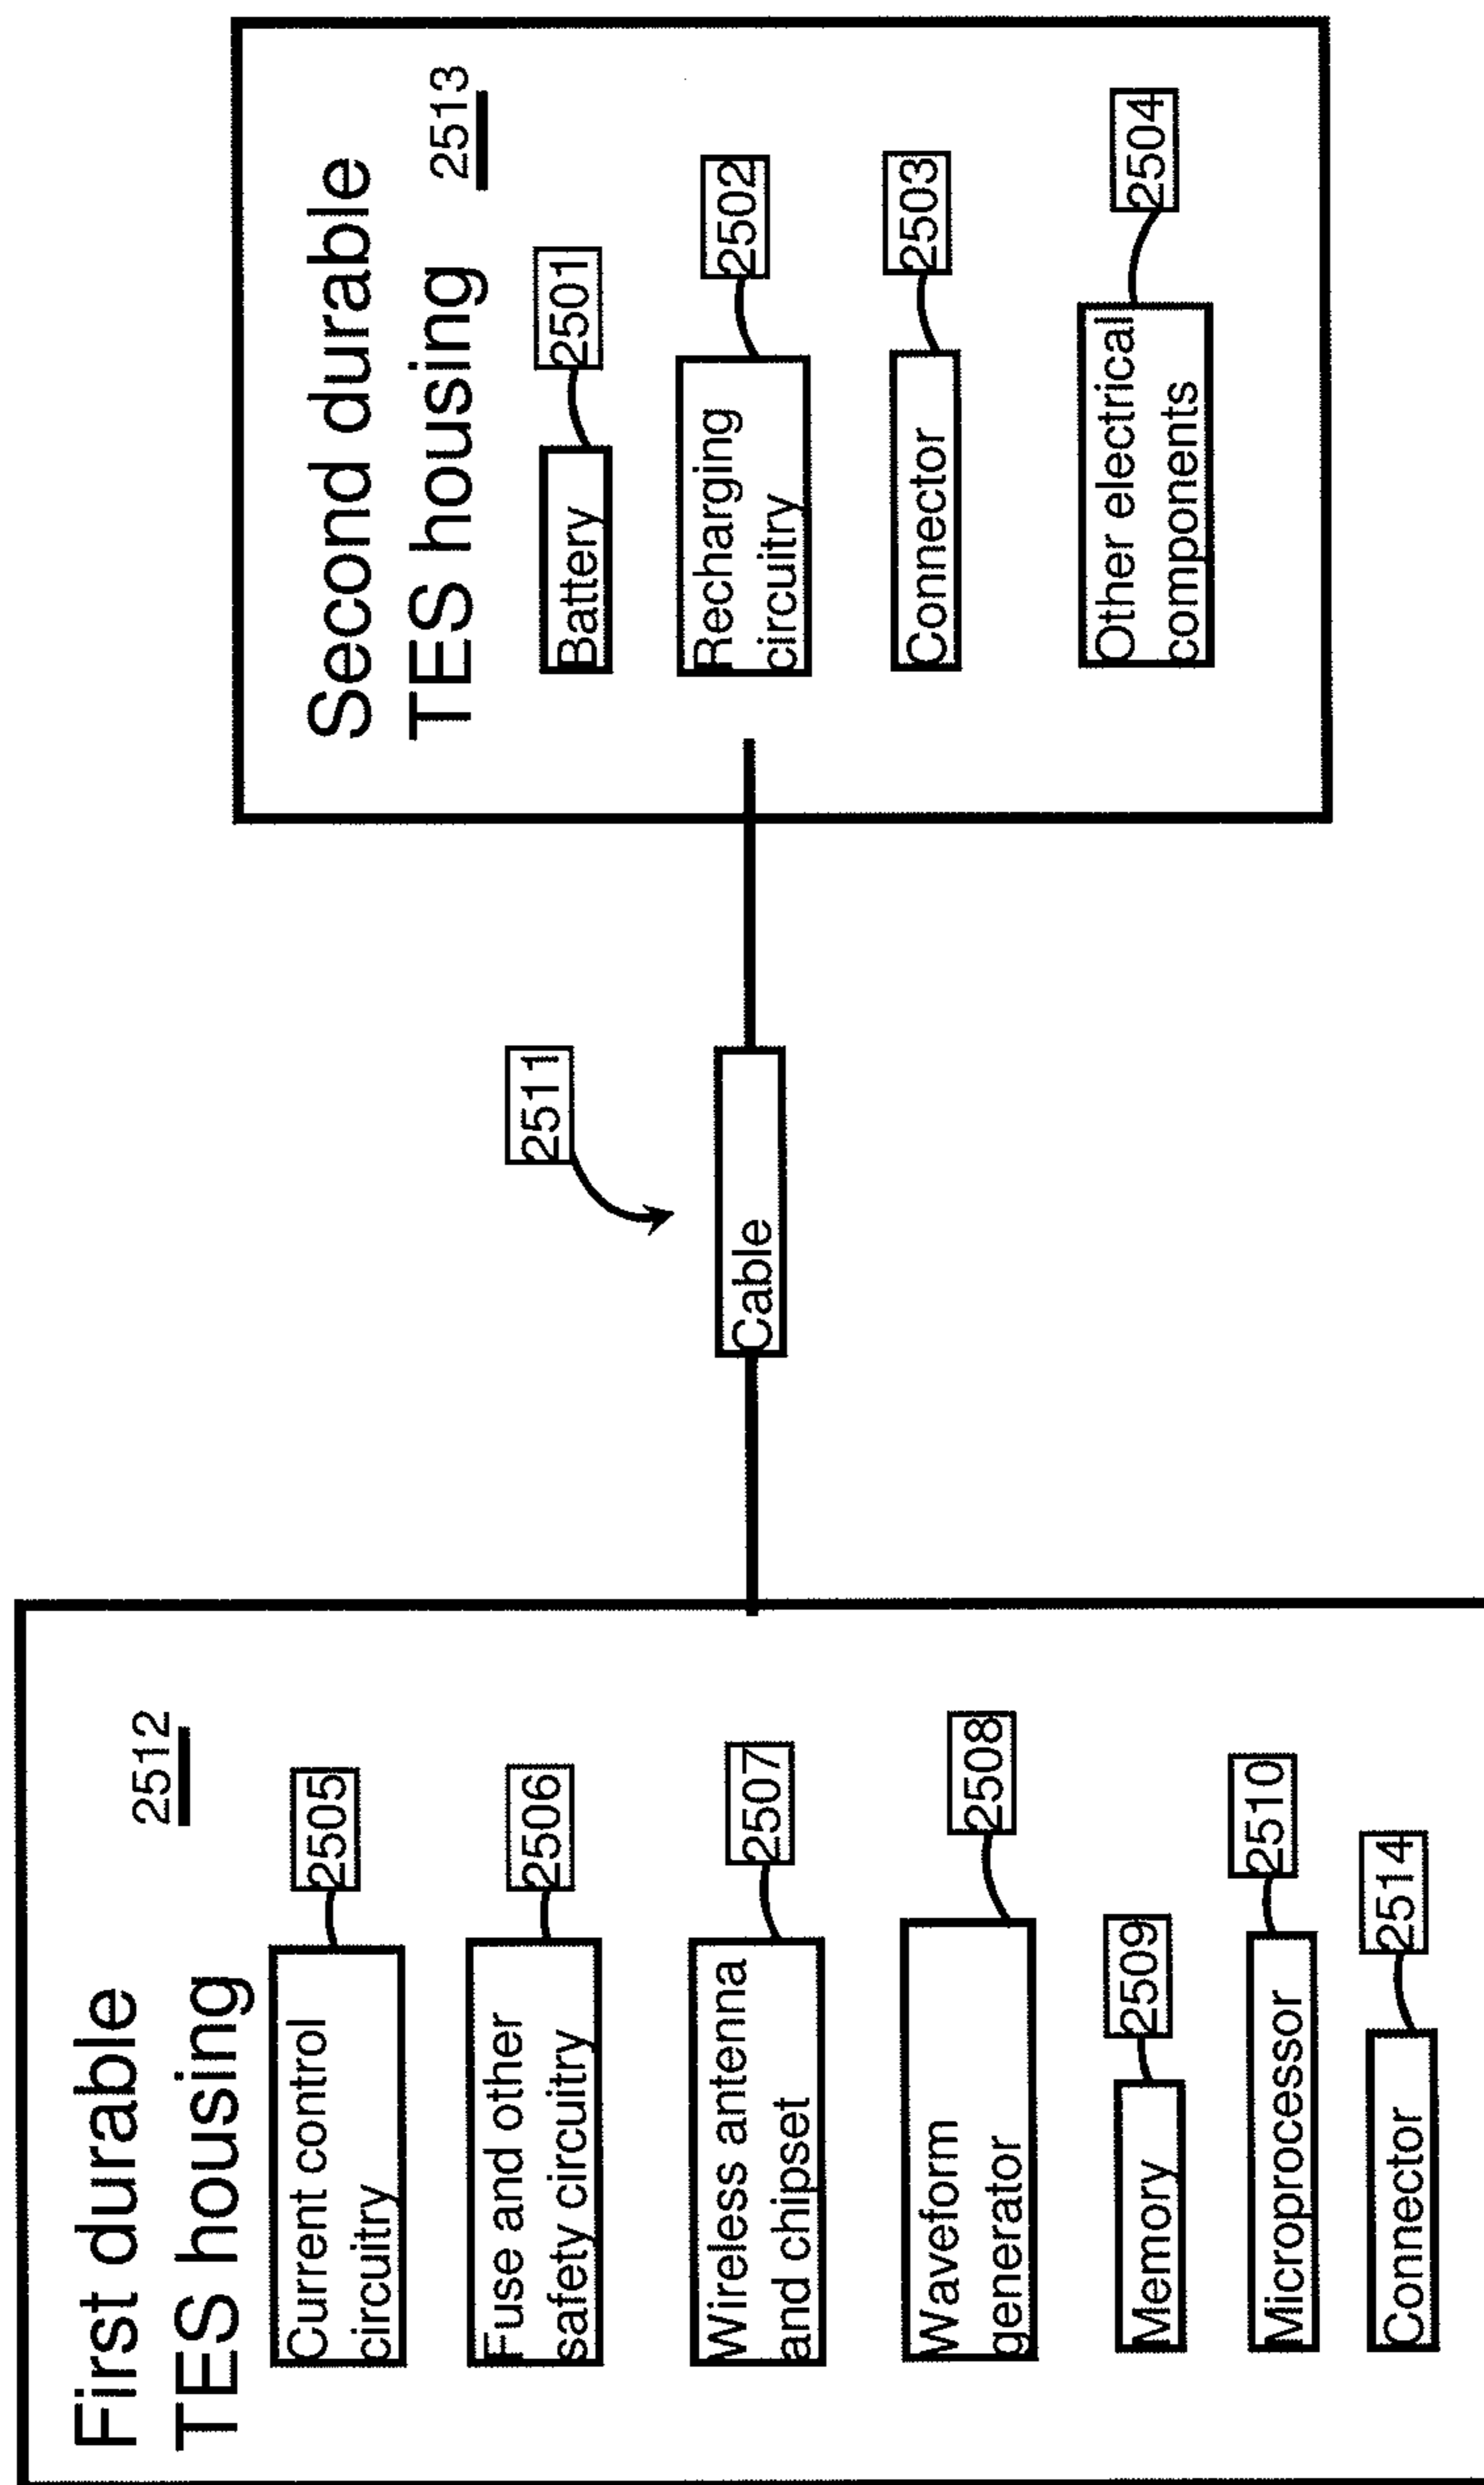 First durable
TES housing
2512
Current control
circuitry
2505
Fuse and other
safety circuitry
2506
Wireless antenna
and chipset
2507
Waveform
generator
2508
Memory
2509
Microprocessor
2510
Connector
2514
2511
Cable
Second durable
TES housing
2513
Battery
2501
Recharging
circuitry
2502
Connector
2503
Other electrical
components
2504